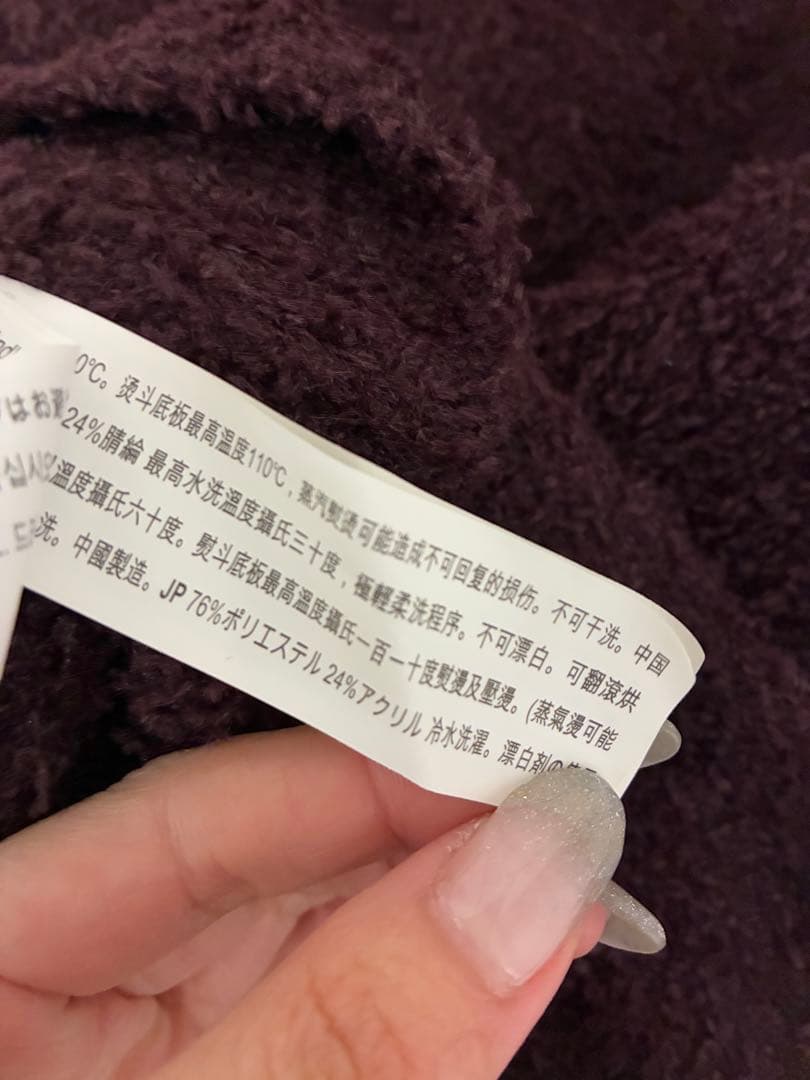 0℃。熨斗底板最高温度110℃，蒸汽熨烫可能造成不可回复的损伤。不可干洗。中国
24%腈綸 最高水洗溫度攝氏三十度，極輕柔洗程序。不可漂白。可翻滾烘
溫度攝氏六十度。熨斗底板最高溫度攝氏一百一十度熨燙及壓燙。(蒸氣燙可能
洗。中國製造。JP 76%ポリエステル 24%アクリル 冷水洗濯。漂白剤の
はお
십시오